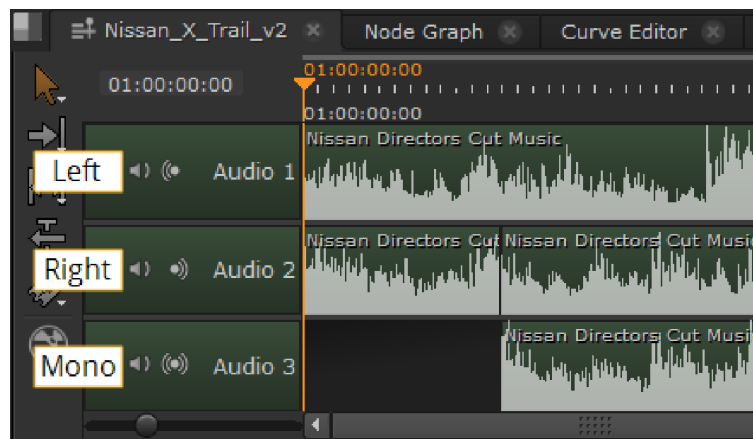 Nissan_X_Trail_v2 Node Graph Curve Editor
01:00:00:00 01:00:00:00
01:00:00:00
Nissan Directors Cut Music
Left Audio 1
Nissan Directors Cut Nissan Directors Cut Music
Right Audio 2
Nissan Directors Cut Musi
Mono Audio 3